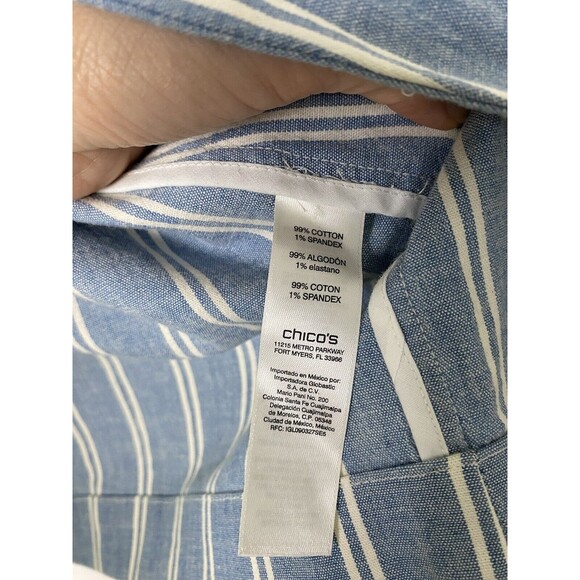 99% COTTON
1% SPANDEX
99% ALGODÓN
1% elastano
99% COTON
1% SPANDEX
chico's
11215 METRO PARKWAY
FORT MYERS, FL 33966
Importado en México por:
Importadora Globastic
S.A. de C.V.
Mario Pani No. 200
Colonia Santa Fe Cuajimalpa
Delegación Cuajimalpa
de Morelos, C.P. 05348
Ciudad de México, México
RFC: IGL090327SE5